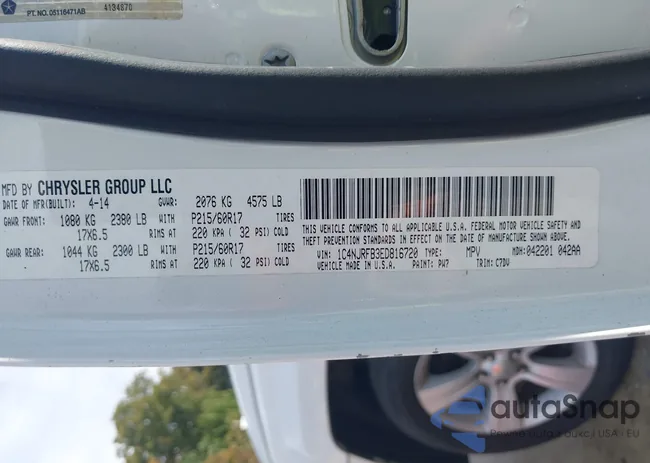 PT. NO. 05116471AB 4134870
MFD BY CHRYSLER GROUP LLC
DATE OF MFR(BUILT): 4-14 GVWR: 2076 KG 4575 LB
GAWR FRONT: 1080 KG 2380 LB WITH P215/60R17 TIRES
17X6.5 RIMS AT 220 KPA ( 32 PSI) COLD
GAWR REAR: 1044 KG 2300 LB WITH P215/60R17 TIRES
17X6.5 RIMS AT 220 KPA ( 32 PSI) COLD
THIS VEHICLE CONFORMS TO ALL APPLICABLE U.S.A. FEDERAL MOTOR VEHICLE SAFETY AND
THEFT PREVENTION STANDARDS IN EFFECT ON THE DATE OF MANUFACTURE SHOWN ABOVE.
VIN: 1C4NJRFB3ED816720 TYPE: MPV MDH: 042201 042AA
VEHICLE MADE IN U.S.A. PAINT: PW7 TRIM: C7DV
autaSnap
USA - EU